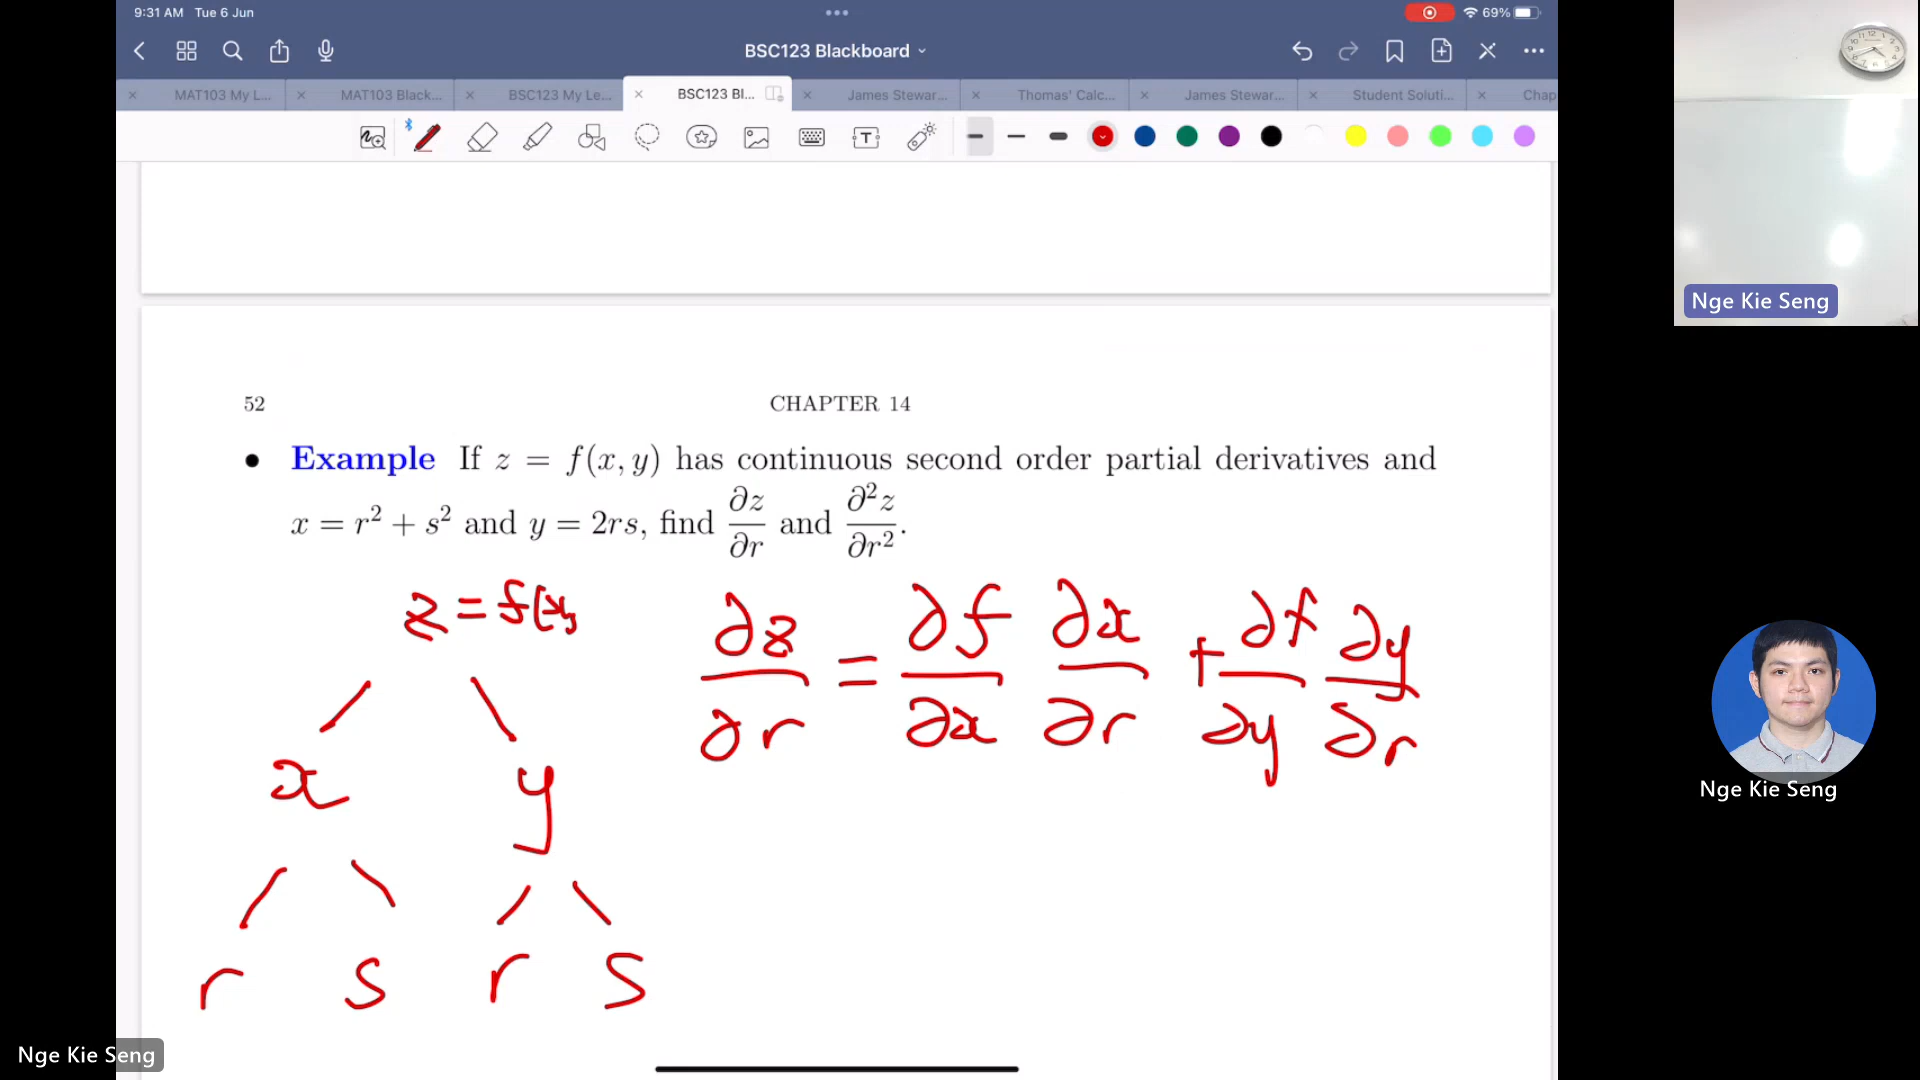 9:31 AM Tue 6 Jun
69%
BSC123 Blackboard
MAT103 My L...
MAT103 Black...
BSC123 My Le...
BSC123 Bl...
James Stewar...
Thomas' Calc...
James Stewar...
Student Soluti...
Chap
52
CHAPTER 14
• Example If z = f(x, y) has continuous second order partial derivatives and
x = r² + s² and y = 2rs, find ∂z/∂r and ∂²z/∂r².
z = f(x,
∂z/∂r = ∂f/∂x ∂x/∂r + ∂f/∂y ∂y/∂r
x y
r s r s
Nge Kie Seng
Nge Kie Seng
Nge Kie Seng